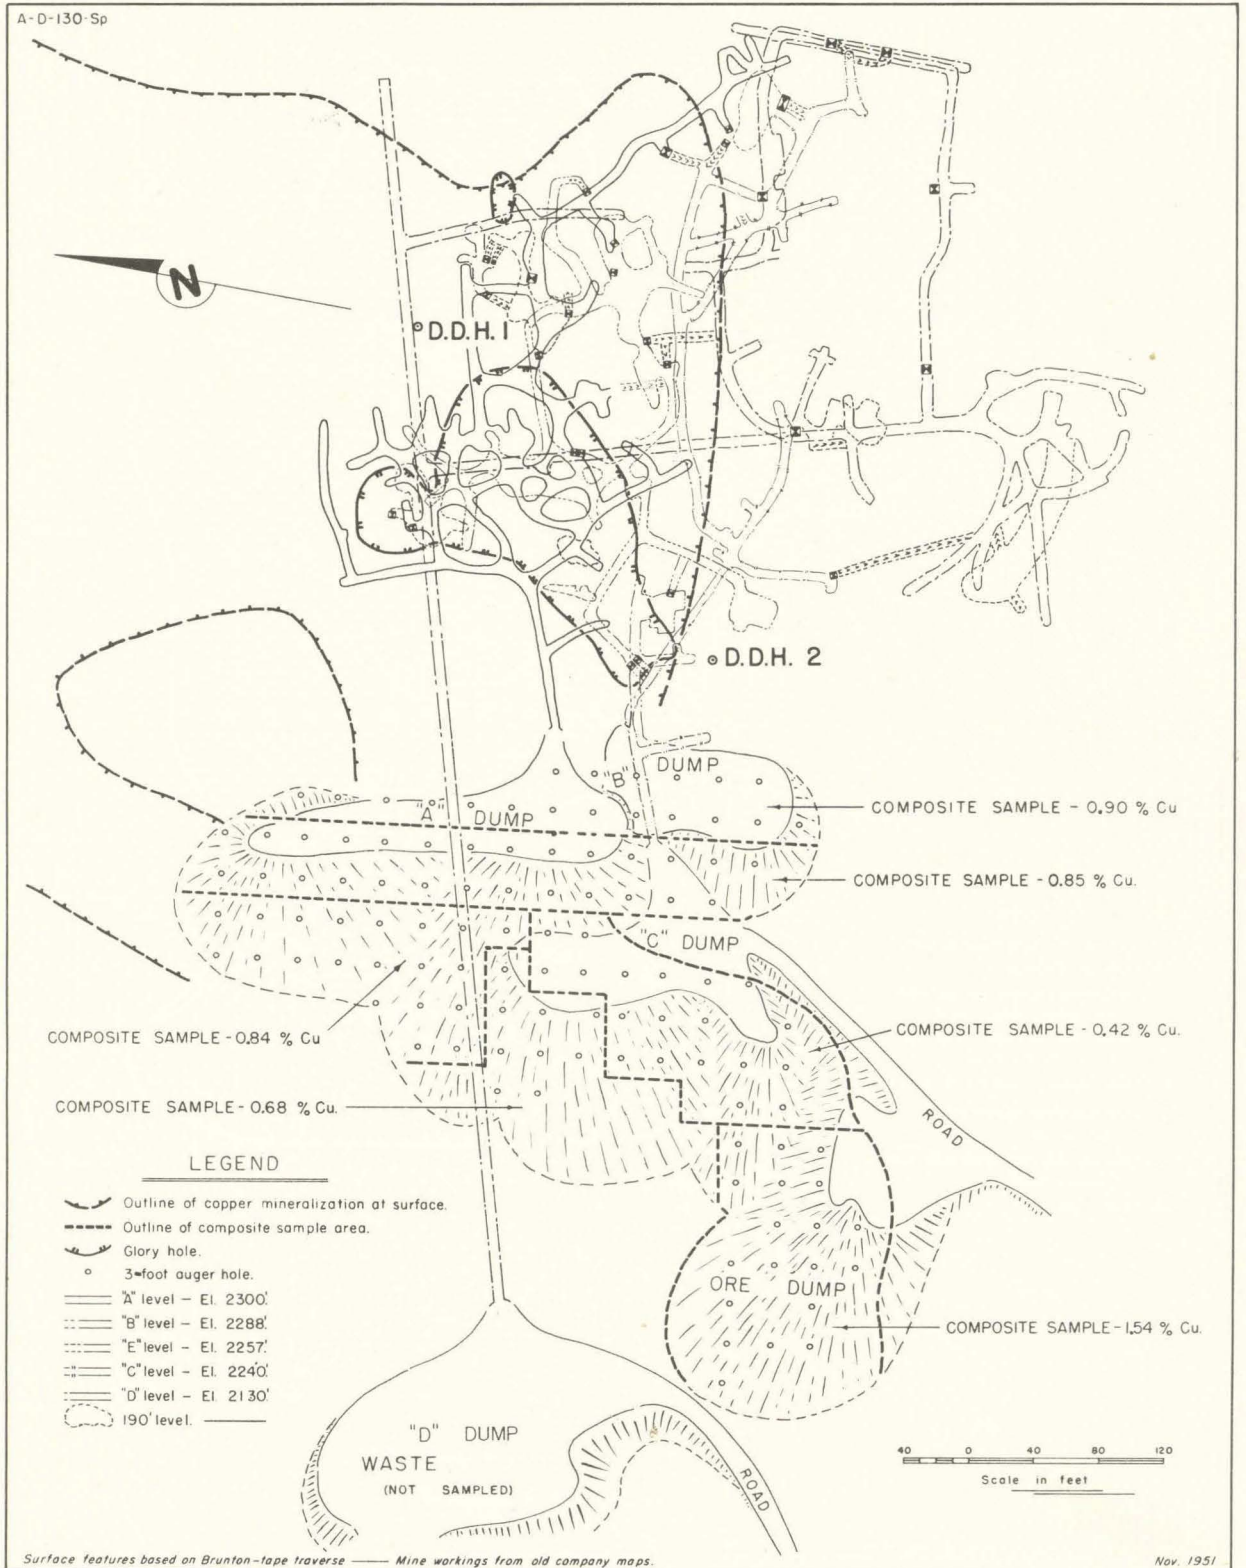 A-D-130-Sp
N
D.D.H. 1
D.D.H. 2
"B" DUMP
"A" DUMP
COMPOSITE SAMPLE - 0.90 % Cu
COMPOSITE SAMPLE - 0.85 % Cu.
"C" DUMP
COMPOSITE SAMPLE - 0.84 % Cu
COMPOSITE SAMPLE - 0.42 % Cu.
COMPOSITE SAMPLE - 0.68 % Cu.
ROAD
LEGEND
Outline of copper mineralization at surface.
Outline of composite sample area.
Glory hole.
3-foot auger hole.
"A" level - El. 2300'.
"B" level - El. 2288'.
"E" level - El. 2257'.
"C" level - El. 2240'.
"D" level - El. 2130'.
190' level.
ORE DUMP
COMPOSITE SAMPLE - 1.54 % Cu.
"D" DUMP
WASTE
(NOT SAMPLED)
ROAD
40 0 40 80 120
Scale in feet
Surface features based on Brunton-tape traverse —— Mine workings from old company maps.
Nov. 1951